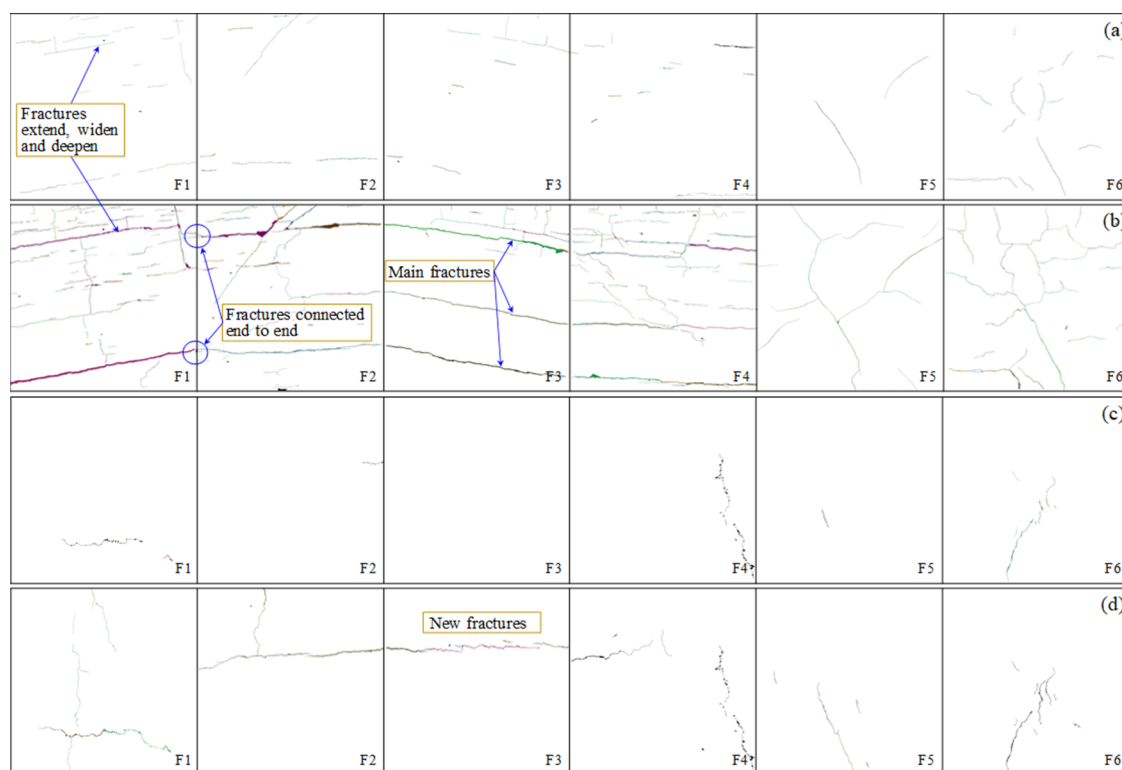 (a)
Fractures
extend, widen
and deepen
F1
F2
F3
F4
F5
F6
(b)
Main fractures
Fractures connected
end to end
F1
F2
F3
F4
F5
F6
(c)
F1
F2
F3
F4
F5
F6
(d)
New fractures
F1
F2
F3
F4
F5
F6